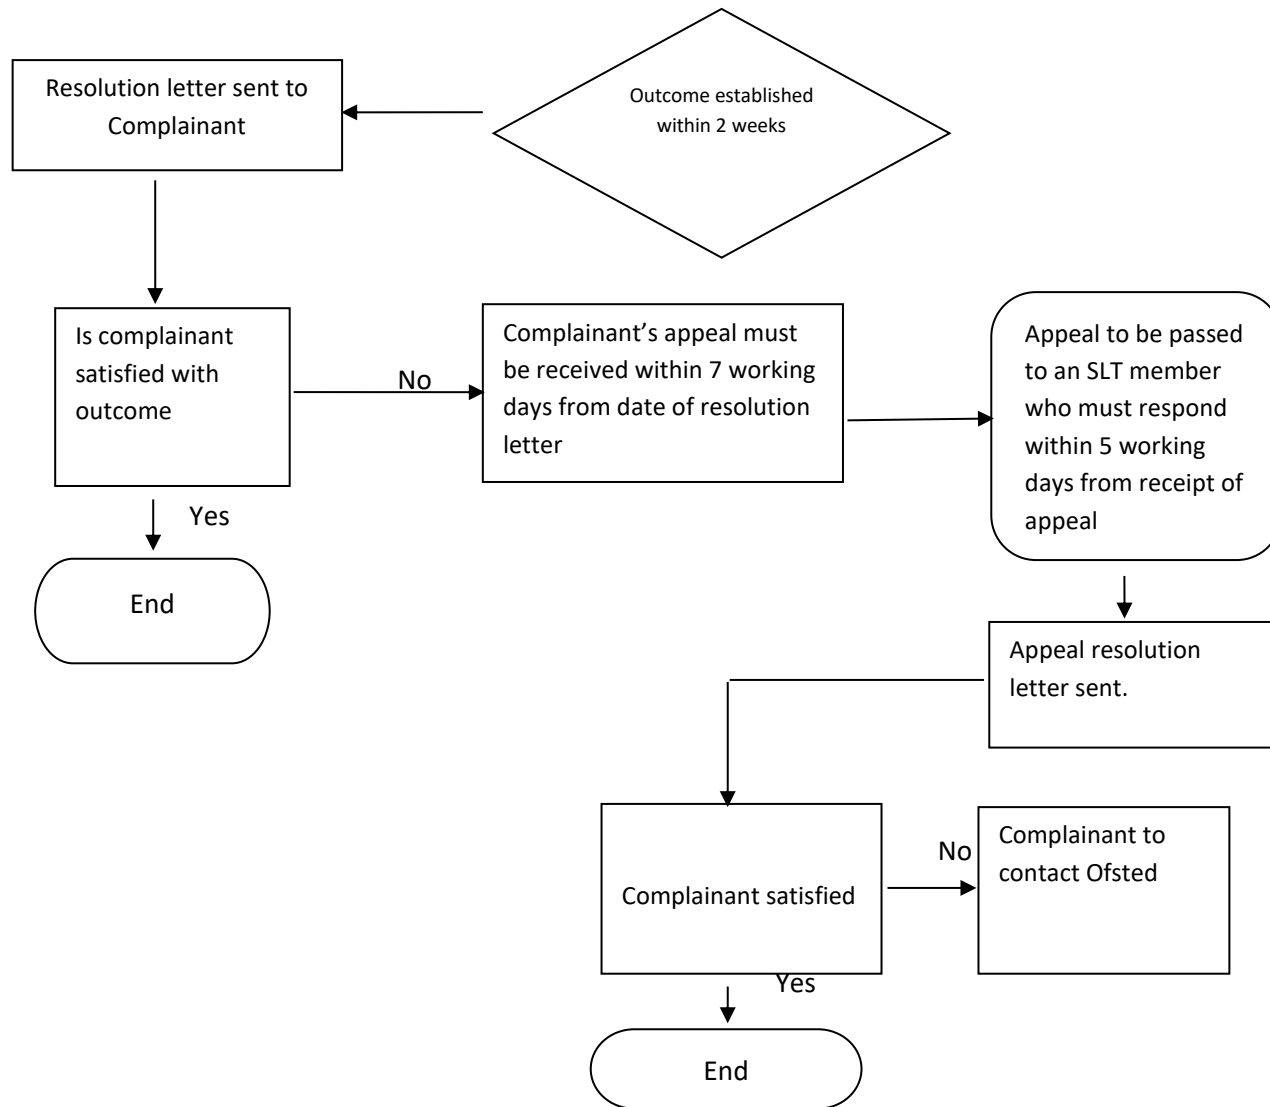 Resolution letter sent to
Complainant
Outcome established
within 2 weeks
Is complainant
satisfied with
outcome
No
Complainant’s appeal must
be received within 7 working
days from date of resolution
letter
Appeal to be passed
to an SLT member
who must respond
within 5 working
days from receipt of
appeal
Yes
End
Appeal resolution
letter sent.
Complainant satisfied
No
Complainant to
contact Ofsted
Yes
End